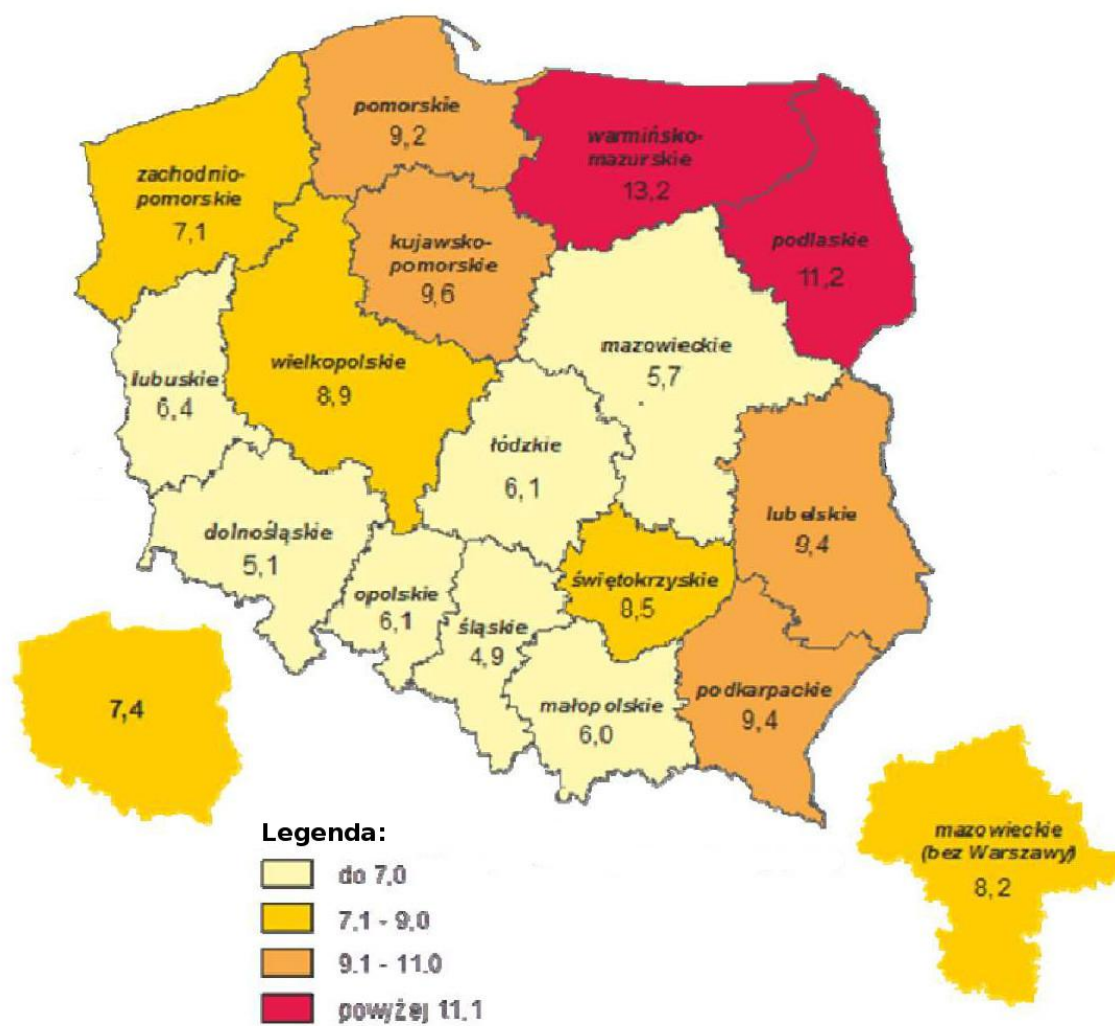 pomorskie
9,2
warmińsko-
mazurskie
13,2
zachodnio-
pomorskie
7,1
kujawsko-
pomorskie
9,6
podlaskie
11,2
mazowieckie
5,7
wielkopolskie
8,9
lubuskie
6,4
łódzkie
6,1
lubelskie
9,4
dolnośląskie
5,1
opolskie
6,1
śląskie
4,9
świętokrzyskie
8,5
małopolskie
6,0
podkarpackie
9,4
7,4
mazowieckie
(bez Warszawy)
8,2
Legenda:
do 7,0
7,1 - 9,0
9.1 - 11.0
powyżej 11,1